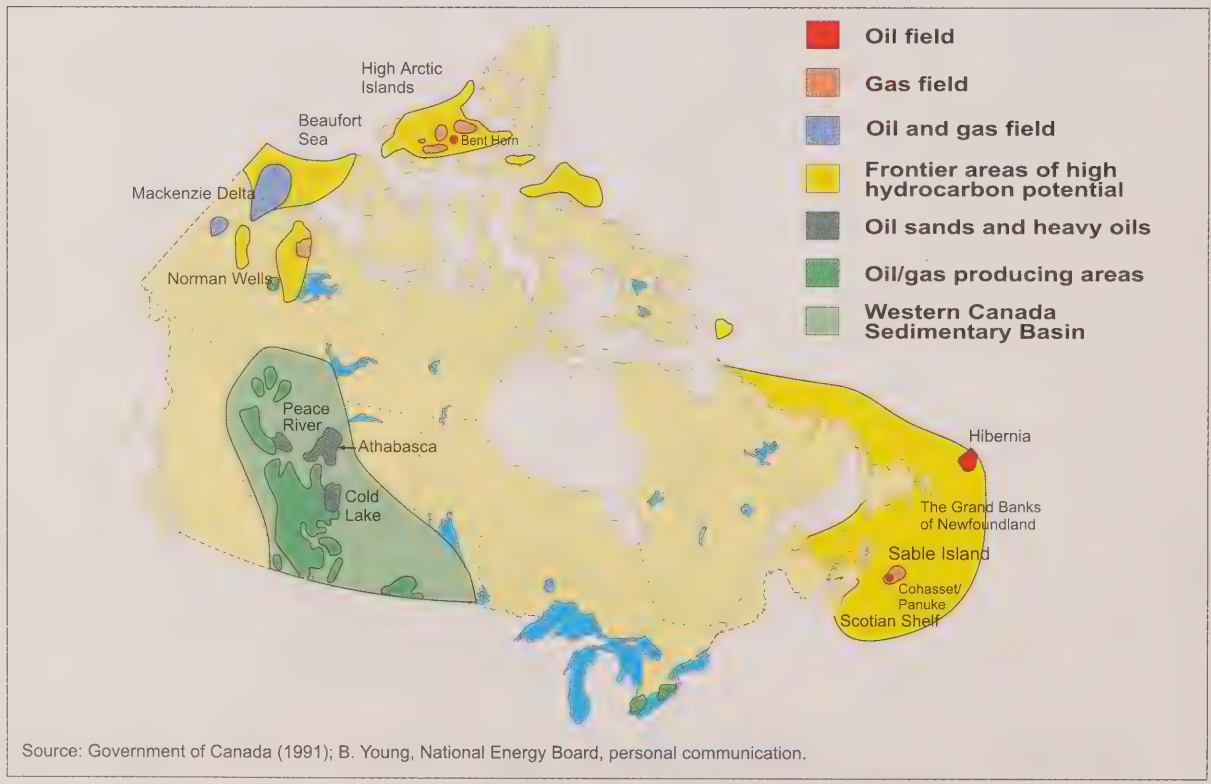 High Arctic
Islands
Beaufort
Sea
Bent Horn
Mackenzie Delta
Norman Wells
Oil field
Gas field
Oil and gas field
Frontier areas of high
hydrocarbon potential
Oil sands and heavy oils
Oil/gas producing areas
Western Canada
Sedimentary Basin
Peace
River
Athabasca
Cold
Lake
Hibernia
The Grand Banks
of Newfoundland
Sable Island
Cohasset/
Panuke
Scotian Shelf
Source: Government of Canada (1991); B. Young, National Energy Board, personal communication.